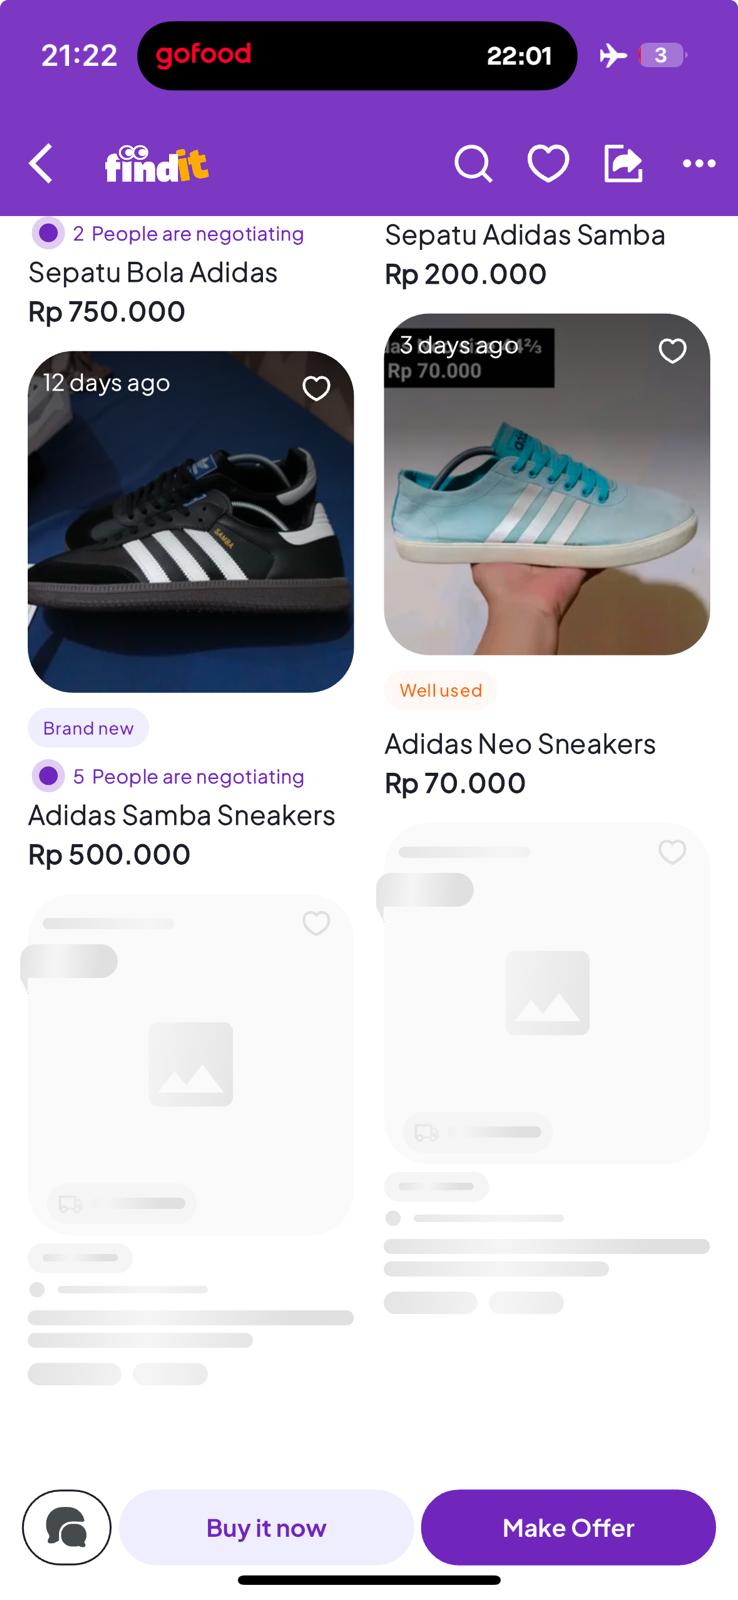 21:22
gofood
22:01
3
findit
2 People are negotiating
Sepatu Bola Adidas
Rp 750.000
12 days ago
SAMBA
Brand new
5 People are negotiating
Adidas Samba Sneakers
Rp 500.000
Sepatu Adidas Samba
Rp 200.000
3 days ago
44⅔
Rp 70.000
Well used
Adidas Neo Sneakers
Rp 70.000
Buy it now
Make Offer